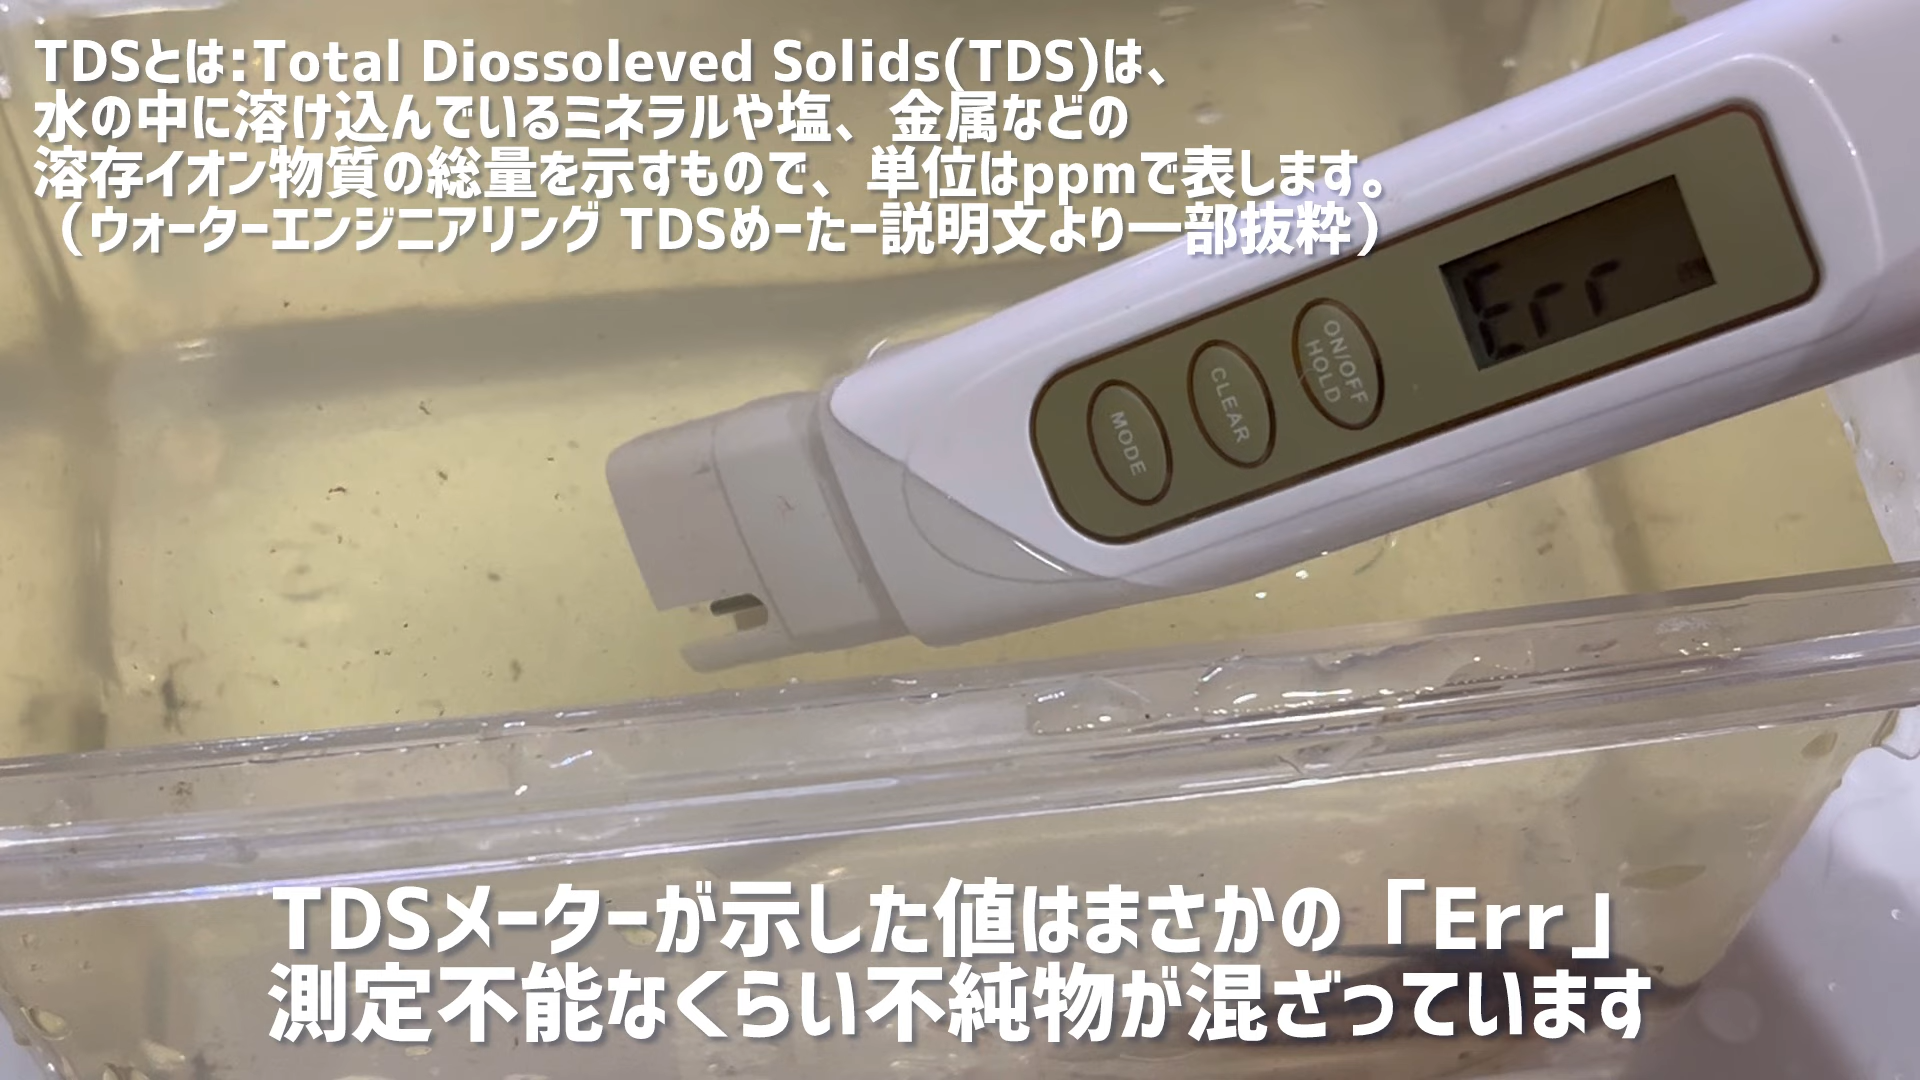 TDSとは:Total Diossoleved Solids(TDS)は、
水の中に溶け込んでいるミネラルや塩、金属などの
溶存イオン物質の総量を示すもので、単位はppmで表します。
（ウォーターエンジニアリング TDSめーたー説明文より一部抜粋）
Err
ON/OFF
HOLD
CLEAR
MODE
TDSメーターが示した値はまさかの「Err」
測定不能なくらい不純物が混ざっています